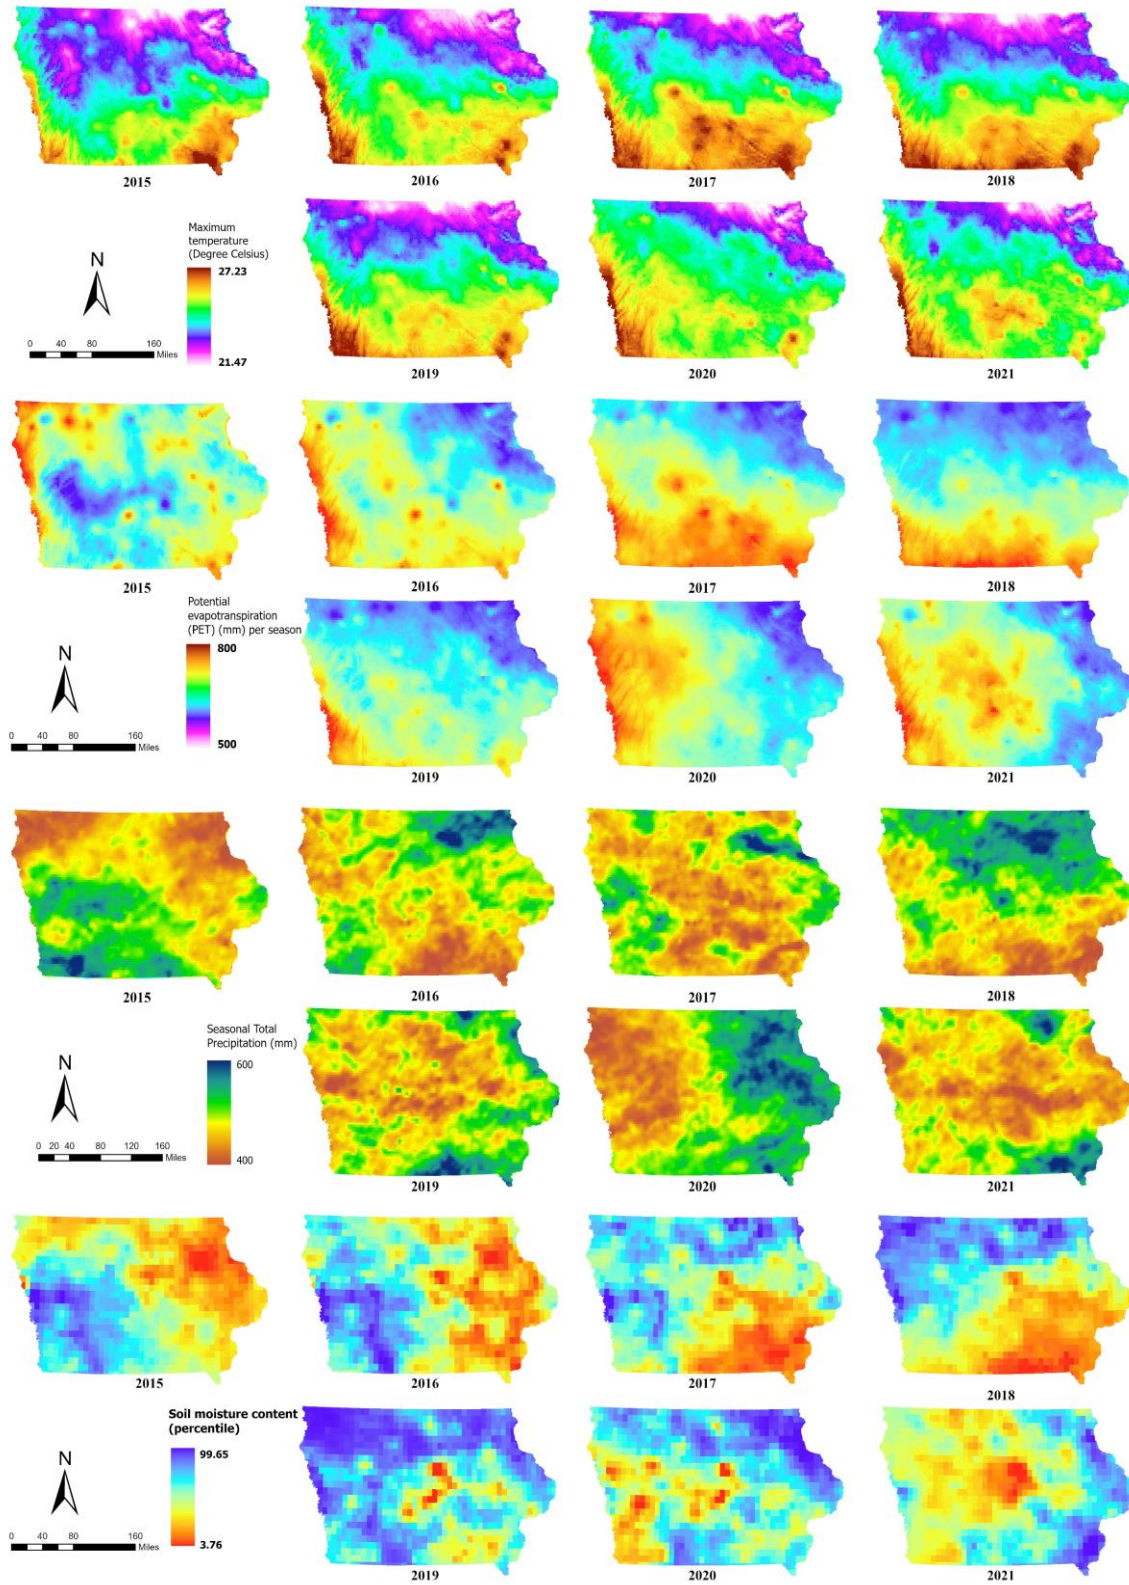 2015
2016
2017
2018
Maximum
temperature
(Degree Celsius)
N
27.23
21.47
0 20 40 80 160
Miles
2019
2020
2021
2015
2016
2017
2018
Potential
evapotranspiration
(PET) (mm) per season
N
800
500
0 20 40 80 160
Miles
2019
2020
2021
2015
2016
2017
2018
Seasonal Total
Precipitation (mm)
N
600
400
0 20 40 80 120 160
Miles
2019
2020
2021
2015
2016
2017
2018
Soil moisture content
(percentile)
N
99.65
3.76
0 20 40 80 160
Miles
2019
2020
2021